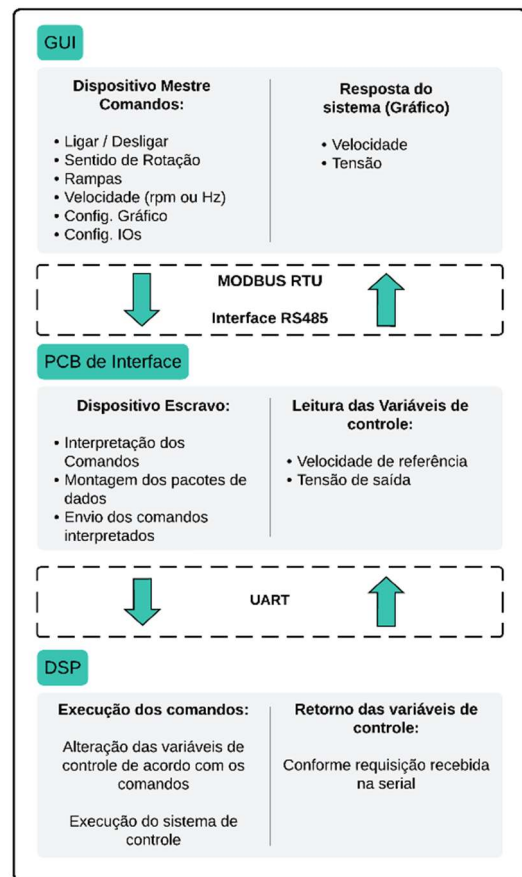 GUI
Dispositivo Mestre
Comandos:
• Ligar / Desligar
• Sentido de Rotação
• Rampas
• Velocidade (rpm ou Hz)
• Config. Gráfico
• Config. IOs
Resposta do
sistema (Gráfico)
• Velocidade
• Tensão
MODBUS RTU
Interface RS485
PCB de Interface
Dispositivo Escravo:
• Interpretação dos
Comandos
• Montagem dos pacotes de
dados
• Envio dos comandos
interpretados
Leitura das Variáveis de
controle:
• Velocidade de referência
• Tensão de saída
UART
DSP
Execução dos comandos:
Alteração das variáveis de
controle de acordo com os
comandos
Execução do sistema de
controle
Retorno das variáveis de
controle:
Conforme requisição recebida
na serial